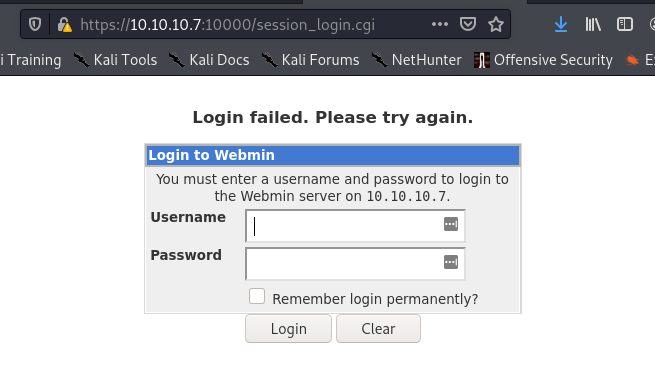 https://10.10.10.7:10000/session_login.cgi
i Training Kali Tools Kali Docs Kali Forums NetHunter Offensive Security
Login failed. Please try again.
Login to Webmin
You must enter a username and password to login to
the Webmin server on 10.10.10.7.
Username
Password
Remember login permanently?
Login Clear